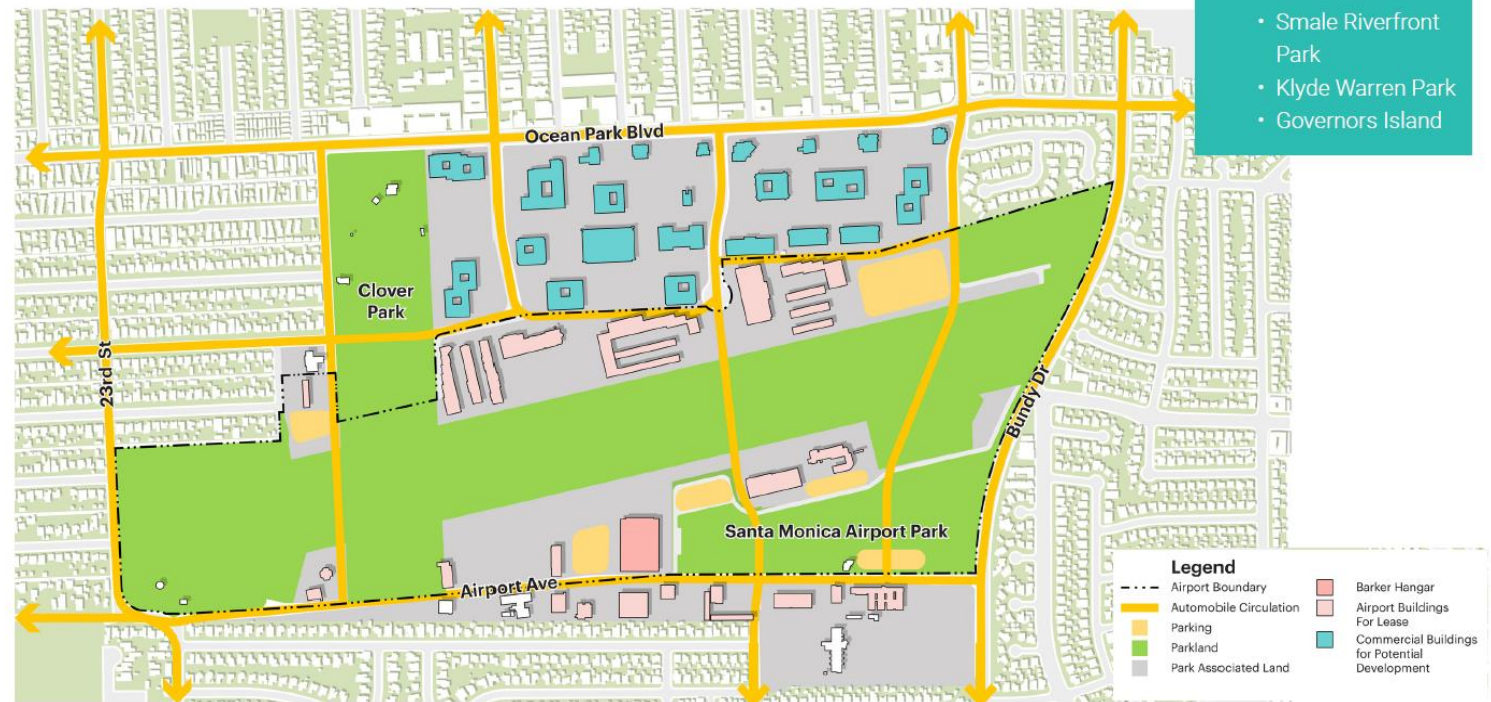 • Smale Riverfront
Park
• Klyde Warren Park
• Governors Island
Ocean Park Blvd
Clover
Park
23rd St
Bundy Dr
Santa Monica Airport Park
Airport Ave
Legend
Airport Boundary
Automobile Circulation
Parking
Parkland
Park Associated Land
Barker Hangar
Airport Buildings
For Lease
Commercial Buildings
for Potential
Development